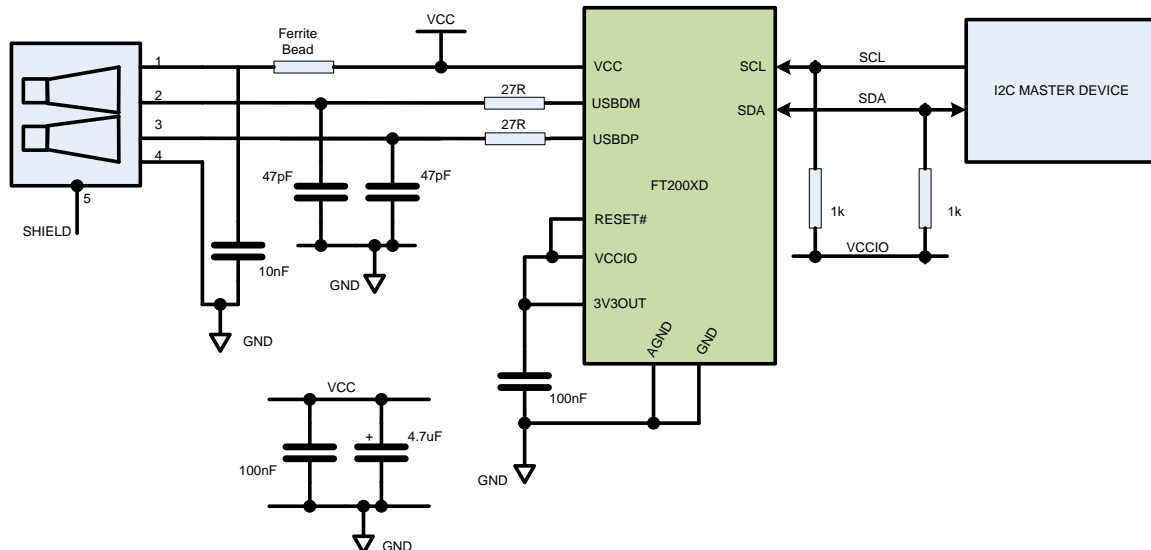 VCC
Ferrite
Bead
1
VCC
SCL
SCL
I2C MASTER DEVICE
2
27R
USBDM
SDA
SDA
3
27R
USBDP
4
47pF
47pF
FT200XD
5
SHIELD
1k
1k
RESET#
VCCIO
VCCIO
10nF
GND
3V3OUT
GND
AGND
GND
VCC
100nF
+
4.7uF
100nF
GND
GND